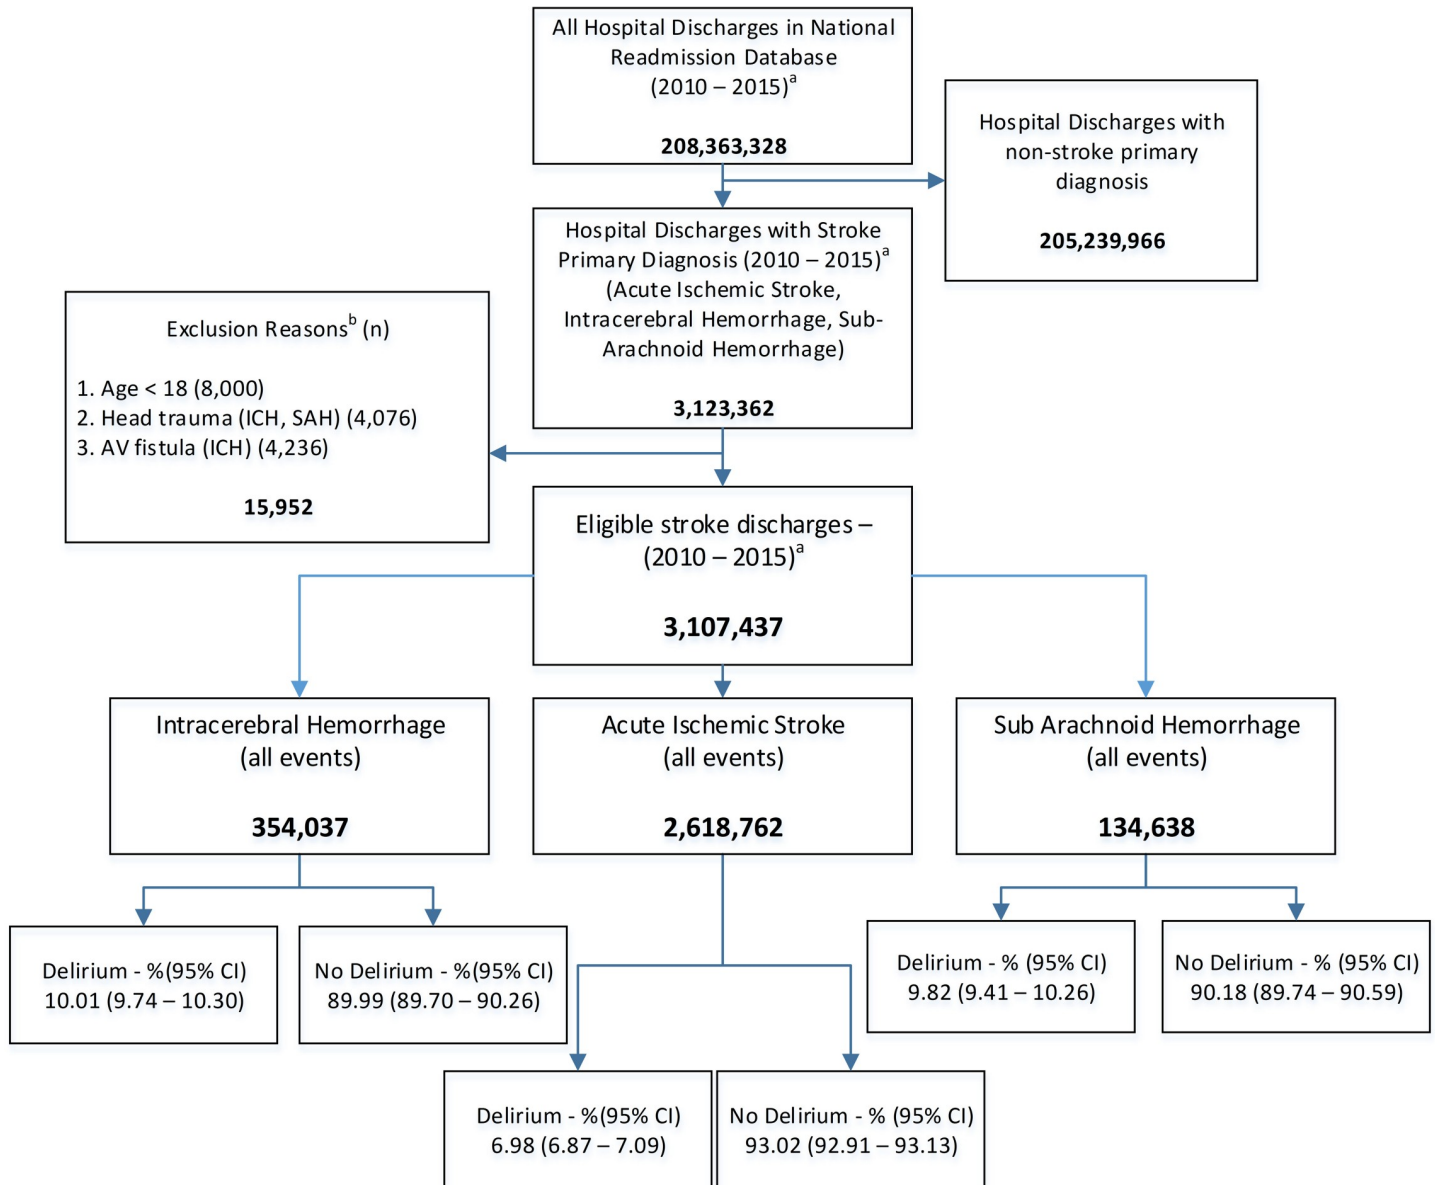 All Hospital Discharges in National
Readmission Database
(2010 – 2015)a
208,363,328
Hospital Discharges with
non-stroke primary
diagnosis
205,239,966
Hospital Discharges with Stroke
Primary Diagnosis (2010 – 2015)a
(Acute Ischemic Stroke,
Intracerebral Hemorrhage, Sub-
Arachnoid Hemorrhage)
3,123,362
Exclusion Reasonsb (n)
1. Age < 18 (8,000)
2. Head trauma (ICH, SAH) (4,076)
3. AV fistula (ICH) (4,236)
15,952
Eligible stroke discharges –
(2010 – 2015)a
3,107,437
Intracerebral Hemorrhage
(all events)
354,037
Acute Ischemic Stroke
(all events)
2,618,762
Sub Arachnoid Hemorrhage
(all events)
134,638
Delirium - %(95% CI)
10.01 (9.74 – 10.30)
No Delirium - %(95% CI)
89.99 (89.70 – 90.26)
Delirium - % (95% CI)
9.82 (9.41 – 10.26)
No Delirium - % (95% CI)
90.18 (89.74 – 90.59)
Delirium - %(95% CI)
6.98 (6.87 – 7.09)
No Delirium - % (95% CI)
93.02 (92.91 – 93.13)